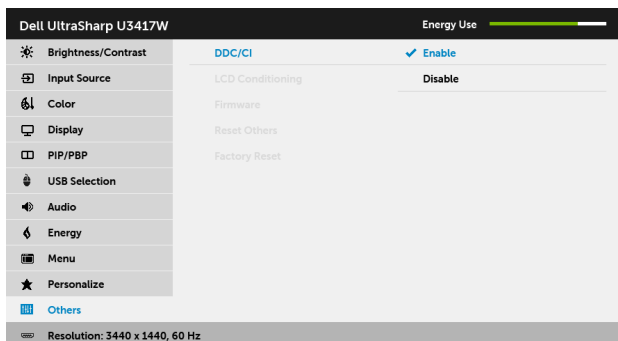 Dell UltraSharp U3417W
Energy Use
Brightness/Contrast
DDC/CI
Enable
Input Source
LCD Conditioning
Disable
Color
Firmware
Display
Reset Others
PIP/PBP
Factory Reset
USB Selection
Audio
Energy
Menu
Personalize
Others
Resolution: 3440 x 1440, 60 Hz